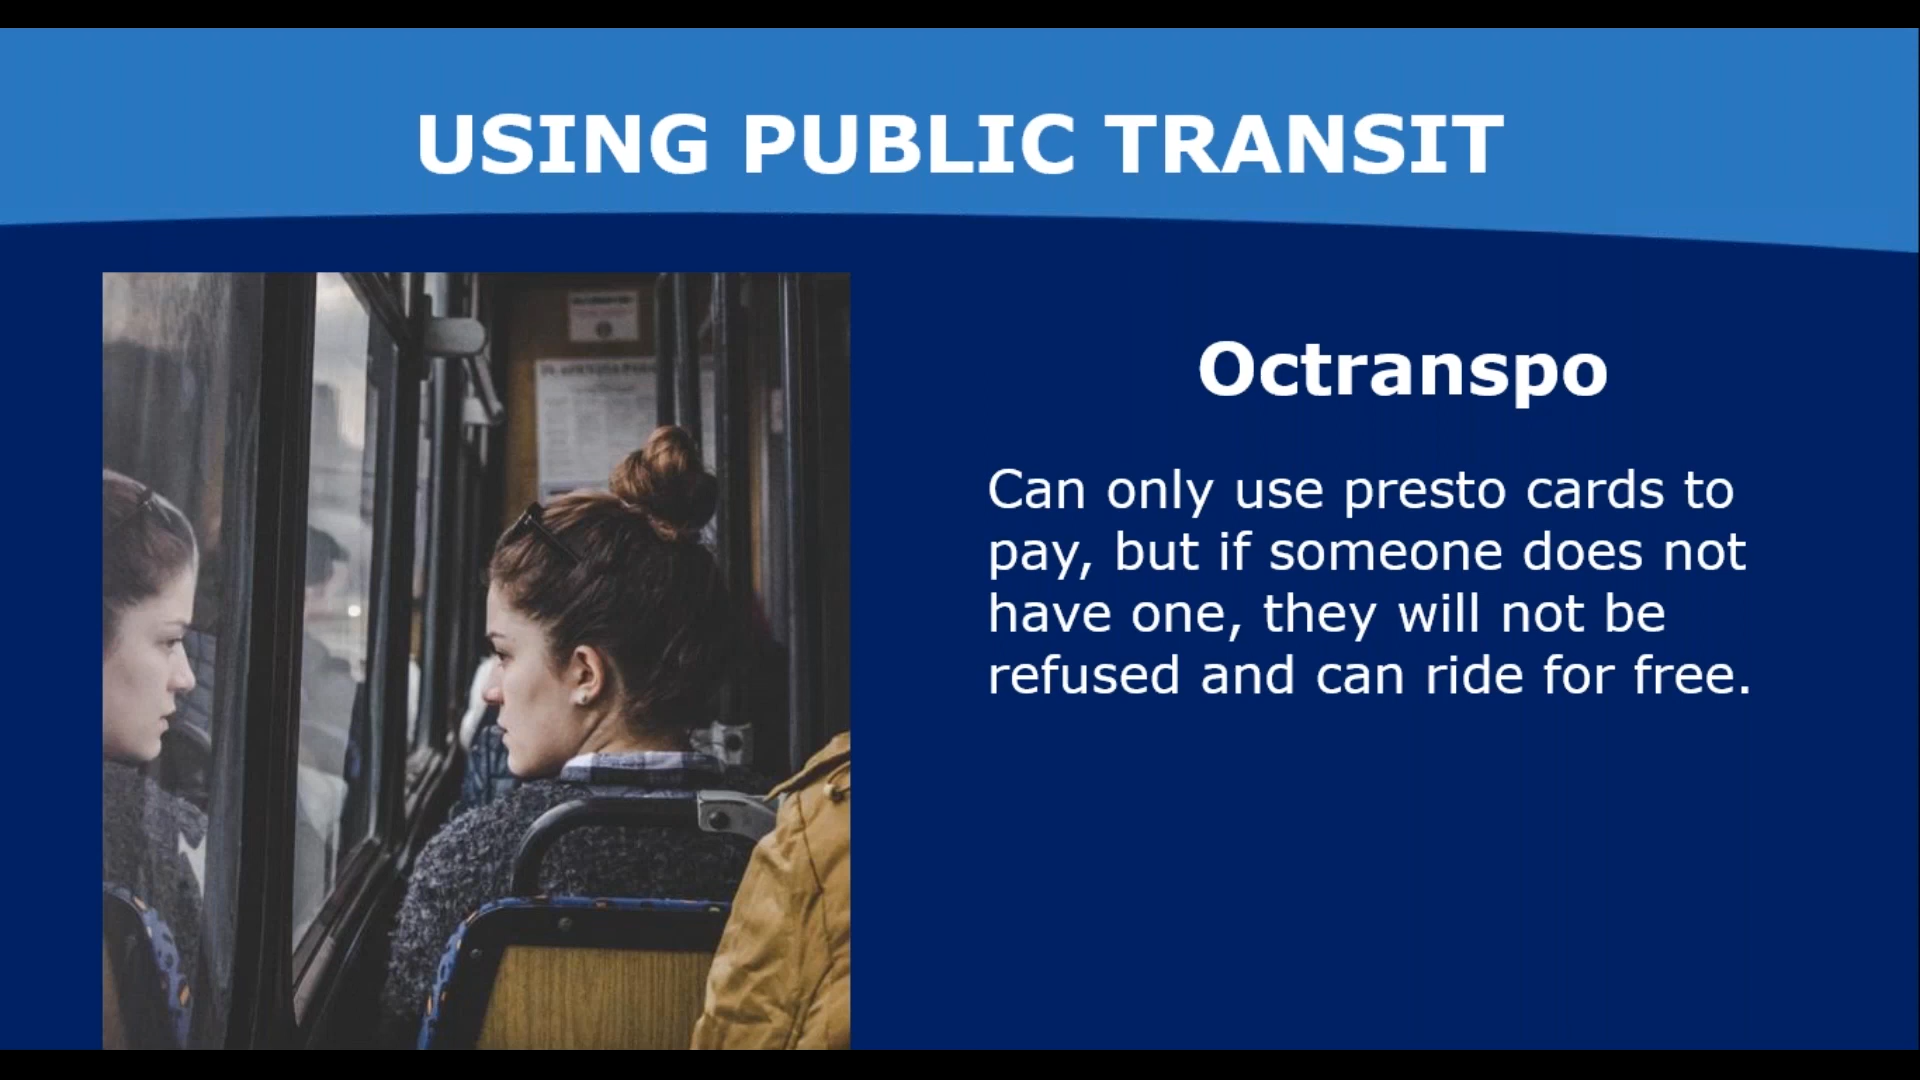 USING PUBLIC TRANSIT
Octranspo
Can only use presto cards to
pay, but if someone does not
have one, they will not be
refused and can ride for free.